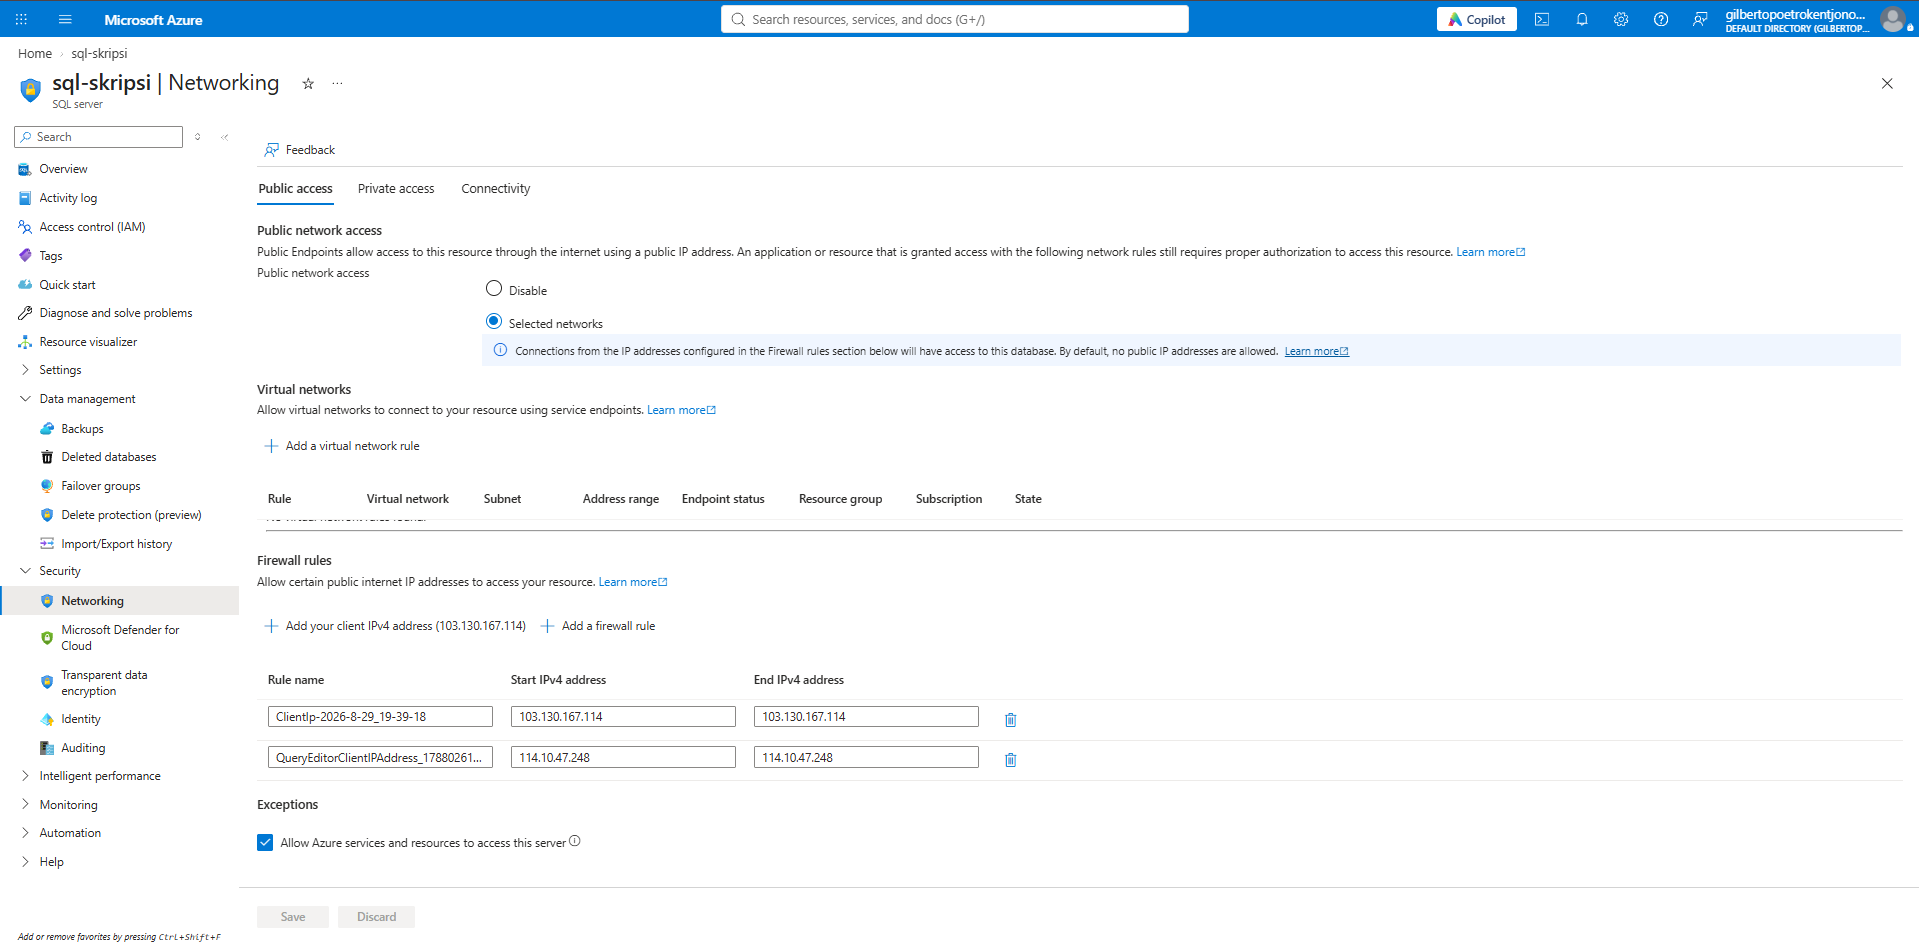 Microsoft Azure
Search resources, services, and docs (G+/)
Copilot
gilbertopoetrokentjono...
DEFAULT DIRECTORY (GILBERTOP...
Home
sql-skripsi
sql-skripsi | Networking
SQL server
Search
Overview
Activity log
Access control (IAM)
Tags
Quick start
Diagnose and solve problems
Resource visualizer
Settings
Data management
Backups
Deleted databases
Failover groups
Delete protection (preview)
Import/Export history
Security
Networking
Microsoft Defender for
Cloud
Transparent data
encryption
Identity
Auditing
Intelligent performance
Monitoring
Automation
Help
Add or remove favorites by pressing Ctrl+Shift+F
Feedback
Public access
Private access
Connectivity
Public network access
Public Endpoints allow access to this resource through the internet using a public IP address. An application or resource that is granted access with the following network rules still requires proper authorization to access this resource. Learn more
Public network access
Disable
Selected networks
Connections from the IP addresses configured in the Firewall rules section below will have access to this database. By default, no public IP addresses are allowed. Learn more
Virtual networks
Allow virtual networks to connect to your resource using service endpoints. Learn more
Add a virtual network rule
Rule Virtual network Subnet Address range Endpoint status Resource group Subscription State
Firewall rules
Allow certain public internet IP addresses to access your resource. Learn more
Add your client IPv4 address (103.130.167.114) Add a firewall rule
Rule name Start IPv4 address End IPv4 address
ClientIp-2026-8-29_19-39-18 103.130.167.114 103.130.167.114
QueryEditorClientIPAddress_17880261... 114.10.47.248 114.10.47.248
Exceptions
Allow Azure services and resources to access this server
Save Discard